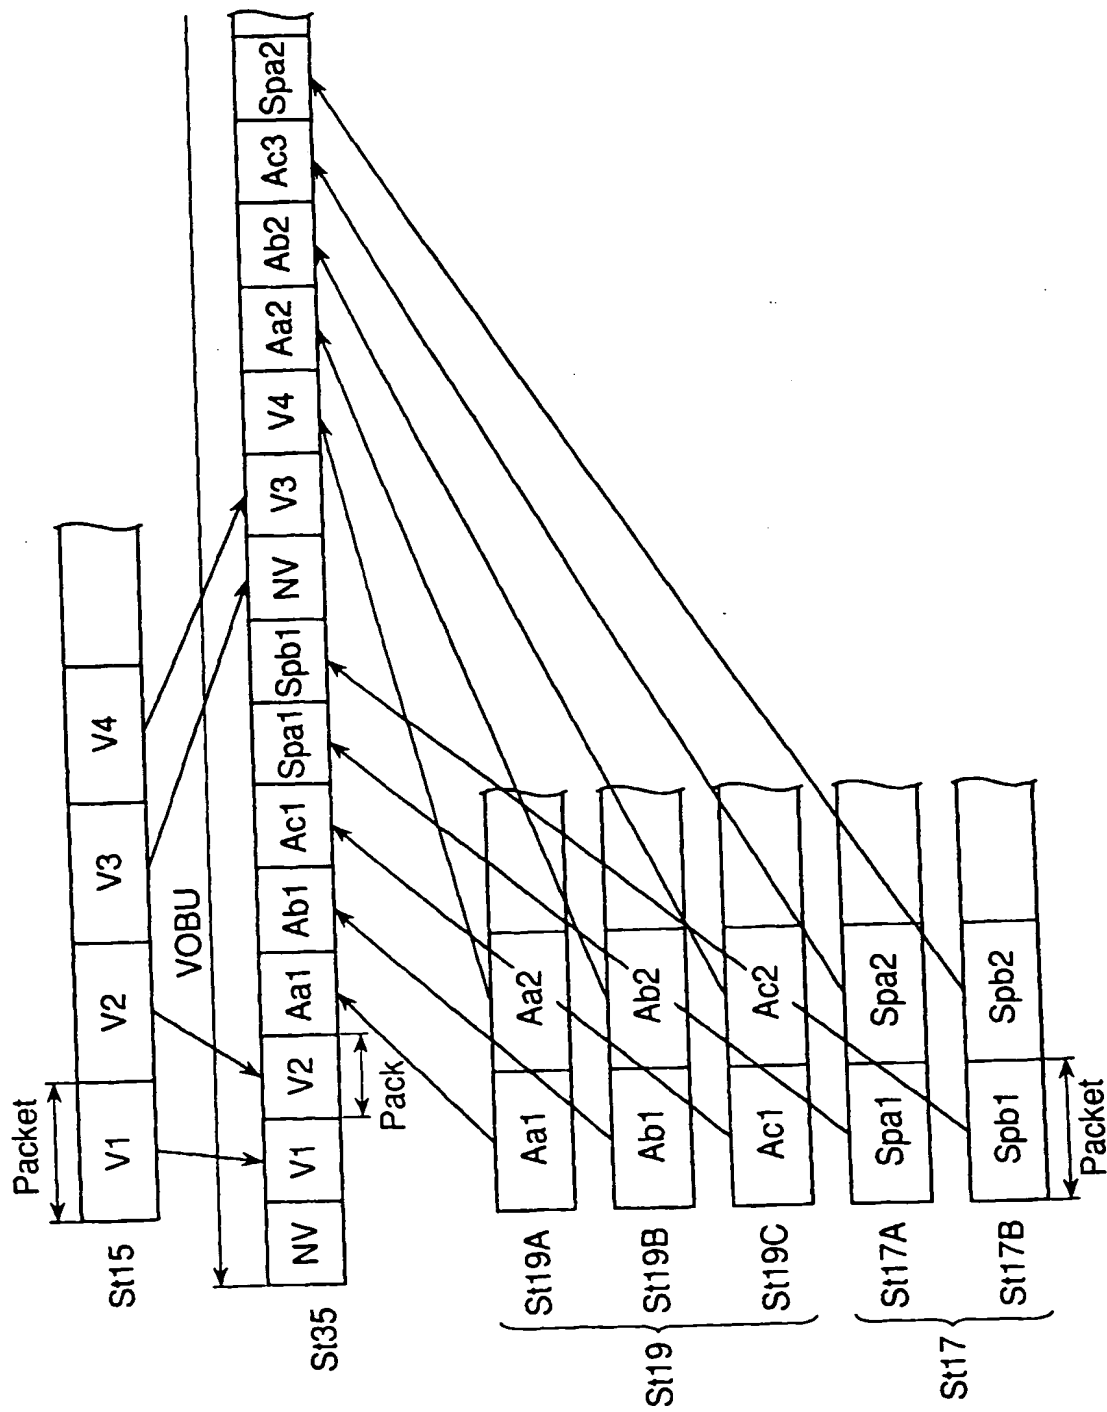 Packet
St15
V1
V2
V3
V4
VOBU
St35
NV
V1
V2
Aa1
Ab1
Ac1
Spa1
Spb1
NV
V3
V4
Aa2
Ab2
Ac3
Spa2
Pack
St19
St19A
Aa1
Aa2
St19B
Ab1
Ab2
St19C
Ac1
Ac2
St17
St17A
Spa1
Spa2
St17B
Spb1
Spb2
Packet